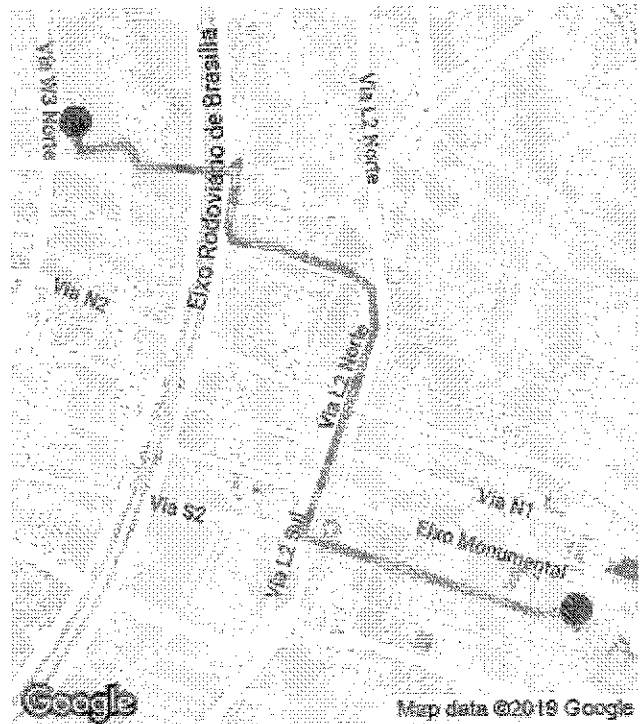 Via W3 Norte
Eixo Rodoviário de Brasília
Via L2 Norte
Via N2
Via L2 Norte
Via S2
Via L2 Sul
Via N1
Eixo Monumental
Google
Map data ©2019 Google